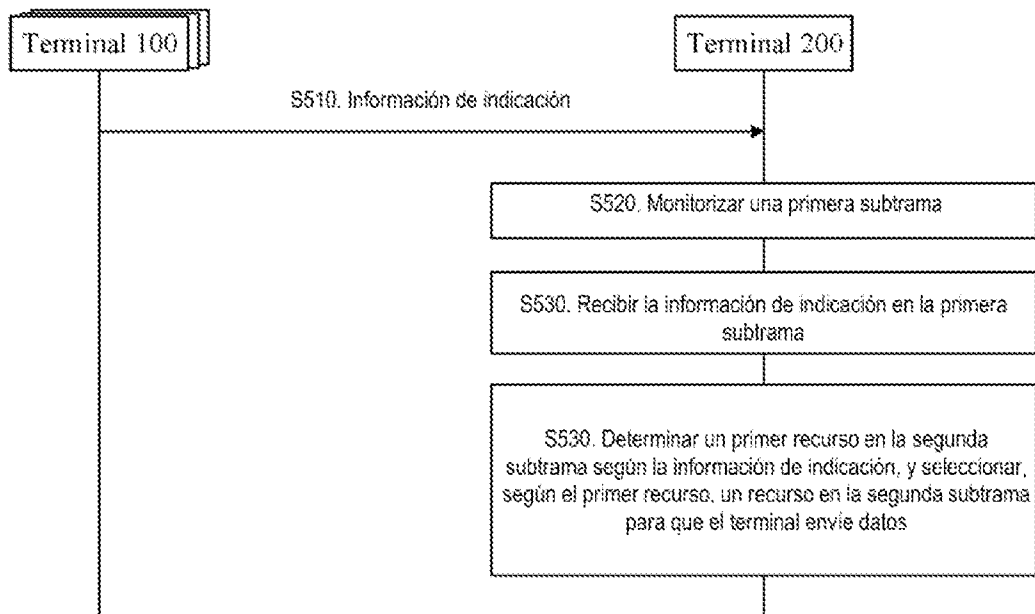 Terminal 100
Terminal 200
S510. Información de indicación
S520. Monitorizar una primera subtrama
S530. Recibir la información de indicación en la primera
subtrama
S530. Determinar un primer recurso en la segunda
subtrama según la información de indicación, y seleccionar,
según el primer recurso, un recurso en la segunda subtrama
para que el terminal envíe datos